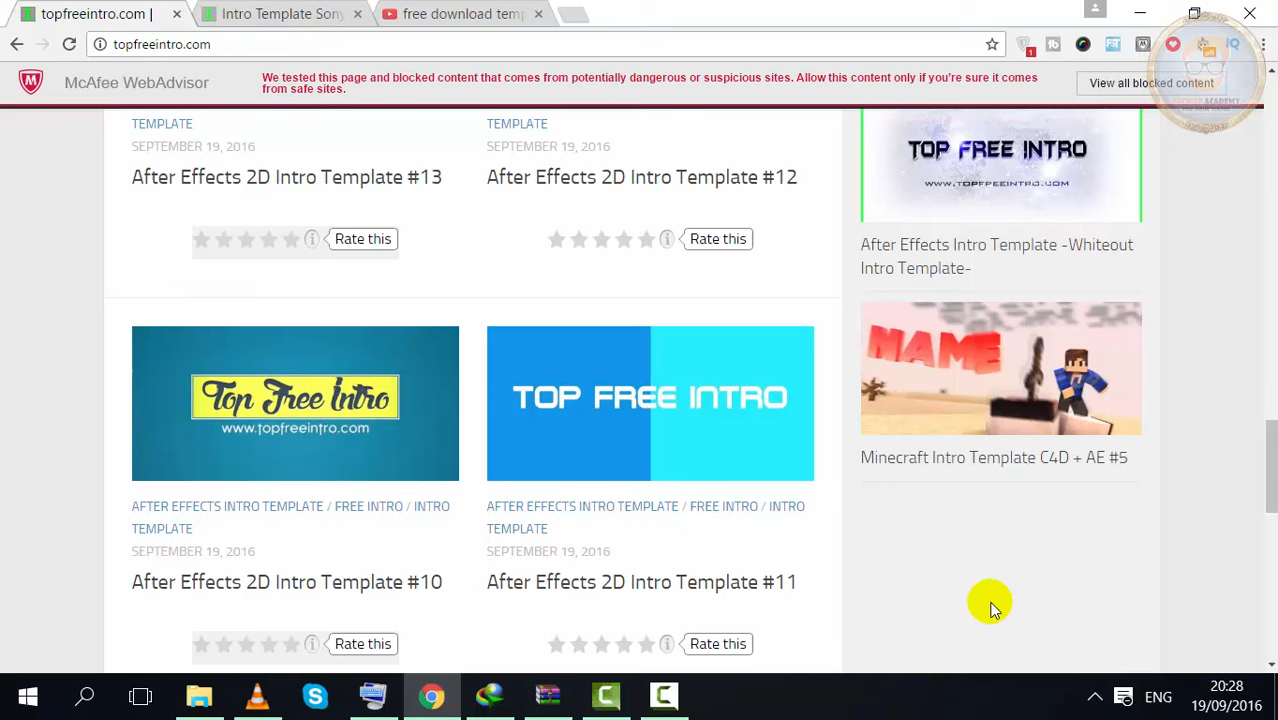 topfreeintro.com |
Intro Template Sony
free download temp
topfreeintro.com
1
off
IQ
McAfee WebAdvisor
We tested this page and blocked content that comes from potentially dangerous or suspicious sites. Allow this content only if you're sure it comes
from safe sites.
View all blocked content
TEMPLATE
SEPTEMBER 19, 2016
After Effects 2D Intro Template #13
Rate this
TEMPLATE
SEPTEMBER 19, 2016
After Effects 2D Intro Template #12
Rate this
TOP FREE INTRO
WWW.TOPFREEINTRO.COM
After Effects Intro Template -Whiteout
Intro Template-
NAME
Minecraft Intro Template C4D + AE #5
Top Free Intro
www.topfreeintro.com
AFTER EFFECTS INTRO TEMPLATE / FREE INTRO / INTRO
TEMPLATE
SEPTEMBER 19, 2016
After Effects 2D Intro Template #10
Rate this
TOP FREE INTRO
AFTER EFFECTS INTRO TEMPLATE / FREE INTRO / INTRO
TEMPLATE
SEPTEMBER 19, 2016
After Effects 2D Intro Template #11
Rate this
ENG
20:28
19/09/2016